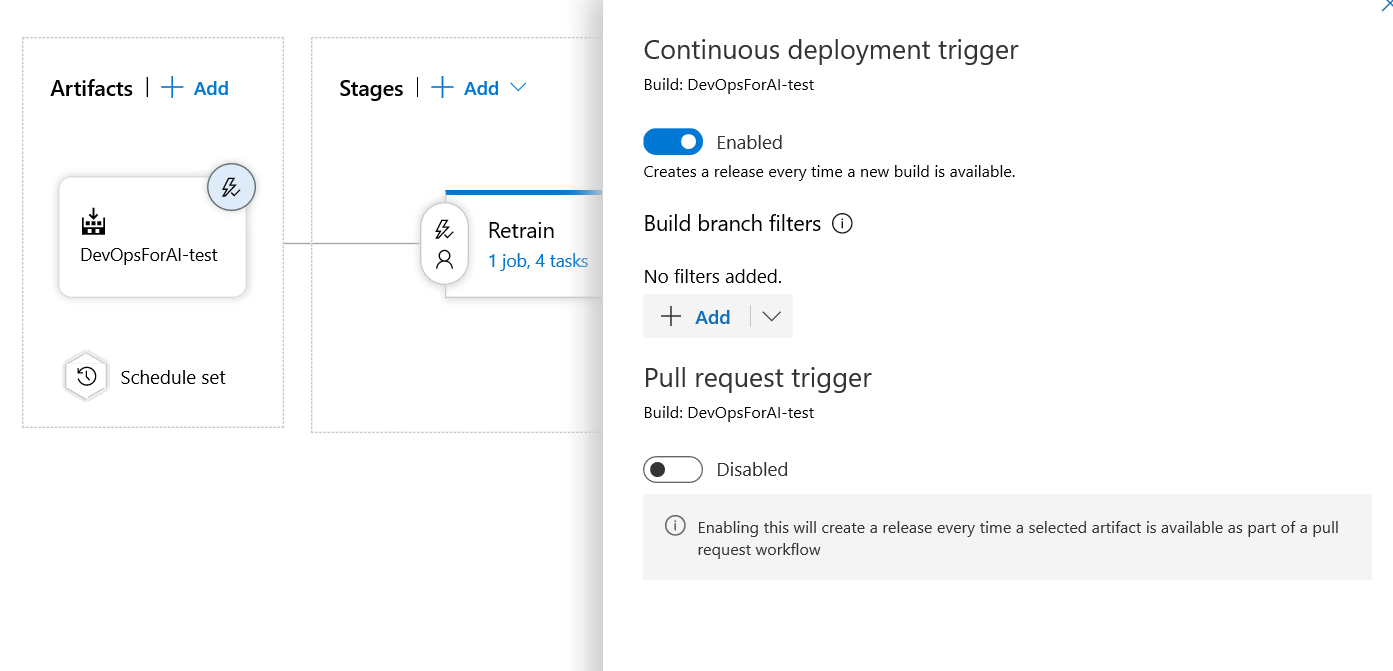 Artifacts | + Add
DevOpsForAI-test
Schedule set
Stages | + Add
Retrain
1 job, 4 tasks
Continuous deployment trigger
Build: DevOpsForAI-test
Enabled
Creates a release every time a new build is available.
Build branch filters
No filters added.
+ Add
Pull request trigger
Build: DevOpsForAI-test
Disabled
Enabling this will create a release every time a selected artifact is available as part of a pull
request workflow